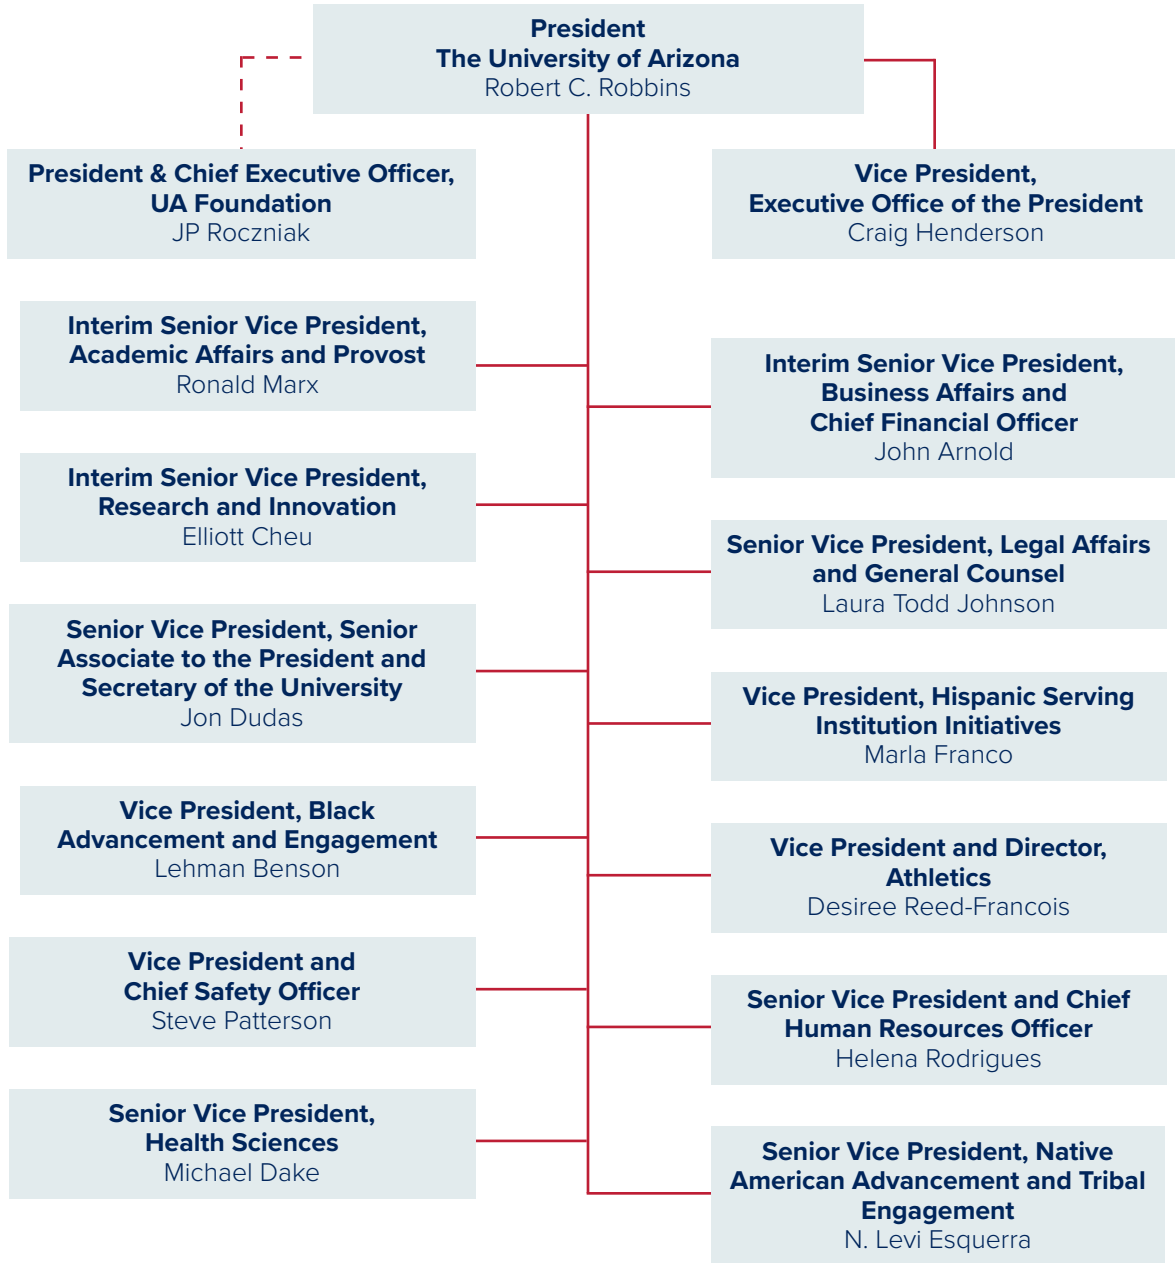 President
The University of Arizona
Robert C. Robbins
President & Chief Executive Officer,
UA Foundation
JP Roczniak
Vice President,
Executive Office of the President
Craig Henderson
Interim Senior Vice President,
Academic Affairs and Provost
Ronald Marx
Interim Senior Vice President,
Business Affairs and
Chief Financial Officer
John Arnold
Interim Senior Vice President,
Research and Innovation
Elliott Cheu
Senior Vice President, Legal Affairs
and General Counsel
Laura Todd Johnson
Senior Vice President, Senior
Associate to the President and
Secretary of the University
Jon Dudas
Vice President, Hispanic Serving
Institution Initiatives
Marla Franco
Vice President, Black
Advancement and Engagement
Lehman Benson
Vice President and Director,
Athletics
Desiree Reed-Francois
Vice President and
Chief Safety Officer
Steve Patterson
Senior Vice President and Chief
Human Resources Officer
Helena Rodrigues
Senior Vice President,
Health Sciences
Michael Dake
Senior Vice President, Native
American Advancement and Tribal
Engagement
N. Levi Esquerra